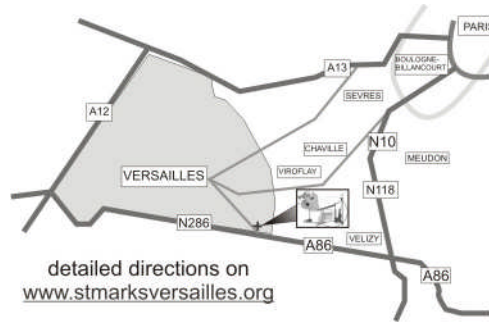 PARIS
BOULOGNE-
BILLANCOURT
A13
SEVRES
A12
N10
CHAVILLE
MEUDON
VERSAILLES
VIROFLAY
N118
N286
A86
VELIZY
A86
detailed directions on
www.stmarksversailles.org